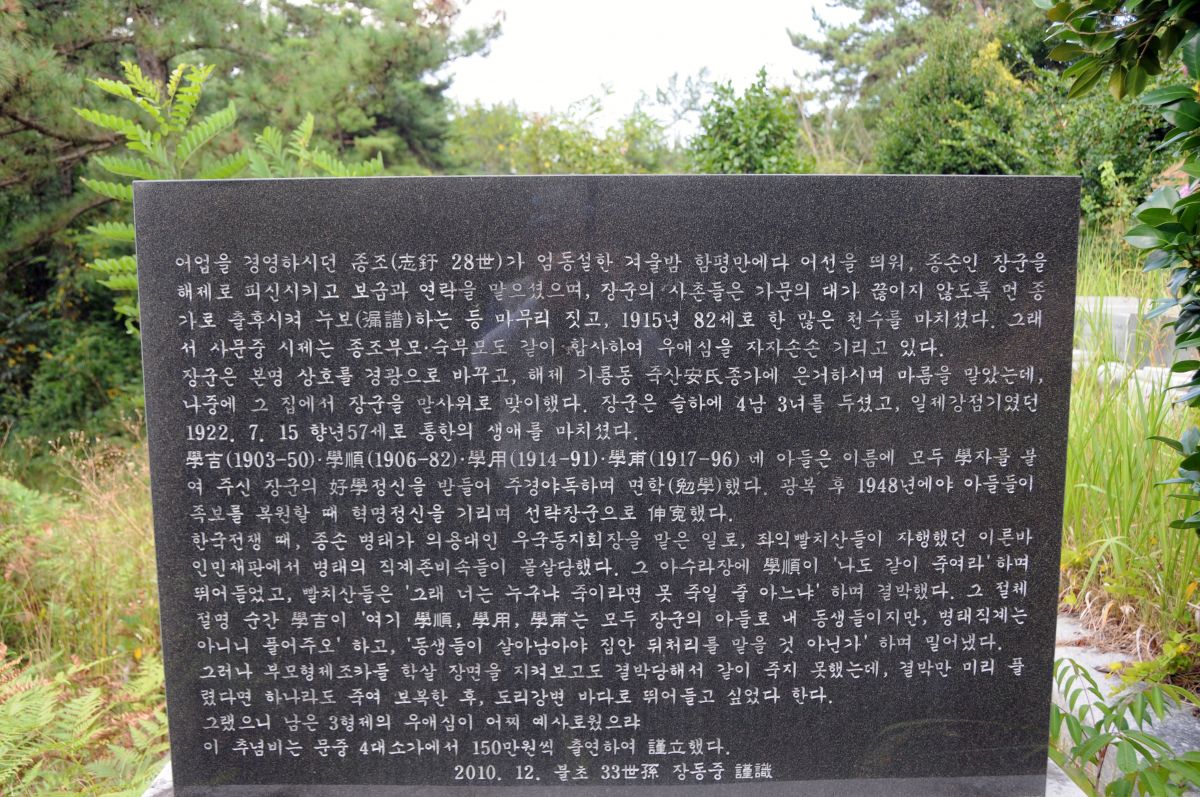 어업을 경영하시던 종조(志釪 28世)가 엄동설한 겨울밤 함평만에다 어선을 띄워, 종손인 장군을
해제로 피신시키고 보급과 연락을 맡으셨으며, 장군의 사촌들은 가문의 대가 끊이지 않도록 먼 종
가로 출후시켜 누보(漏譜)하는 등 마무리 짓고, 1915년 82세로 한 많은 천수를 마치셨다. 그래
서 사문중 시제는 종조부모·숙부모도 같이 합사하여 우애심을 자자손손 기리고 있다.
장군은 본명 상호를 경광으로 바꾸고, 해제 기룡동 죽산安氏종가에 은거하시며 마름을 맡았는데,
나중에 그 집에서 장군을 맏사위로 맞이했다. 장군은 슬하에 4남 3녀를 두셨고, 일제강점기였던
1922. 7. 15 향년57세로 통한의 생애를 마치셨다.
學吉(1903-50)·學順(1906-82)·學用(1914-91)·學甫(1917-96) 네 아들은 이름에 모두 學자를 붙
여 주신 장군의 好學정신을 받들어 주경야독하며 면학(勉學)했다. 광복 후 1948년에야 아들들이
족보를 복원할 때 혁명정신을 기리며 선략장군으로 伸寃했다.
한국전쟁 때, 종손 병태가 의용대인 우국동지회장을 맡은 일로, 좌익빨치산들이 자행했던 이른바
인민재판에서 병태의 직계존비속들이 몰살당했다. 그 아수라장에 學順이 '나도 같이 죽여라' 하며
뛰어들었고, 빨치산들은 '그래 너는 누구냐 죽이라면 못 죽일 줄 아느냐' 하며 결박했다. 그 절체
절명 순간 學吉이 '여기 學順, 學用, 學甫는 모두 장군의 아들로 내 동생들이지만, 병태직계는
아니니 풀어주오' 하고, '동생들이 살아남아야 집안 뒤처리를 맡을 것 아닌가' 하며 밀어냈다.
그러나 부모형제조카들 학살 장면을 지켜보고도 결박당해서 같이 죽지 못했는데, 결박만 미리 풀
렸다면 하나라도 죽여 보복한 후, 도리강변 바다로 뛰어들고 싶었다 한다.
그랬으니 남은 3형제의 우애심이 어찌 예사로웠으랴
이 추념비는 문중 4대소가에서 150만원씩 출연하여 謹立했다.
2010. 12. 불초 33世孫 장동중 謹識